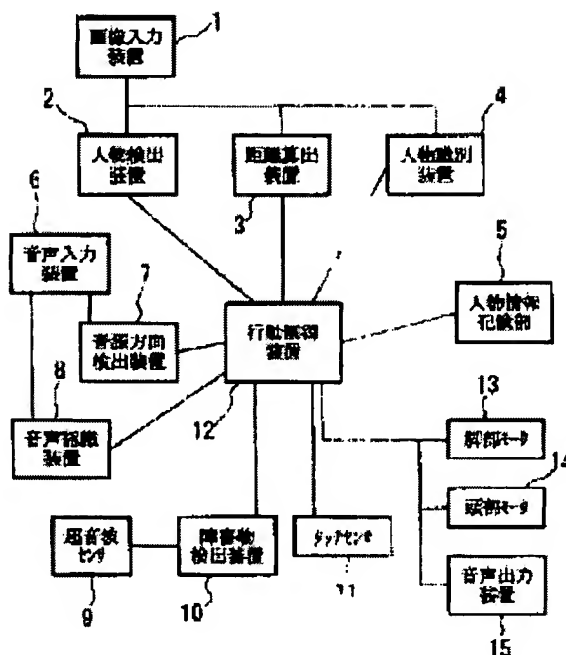 1
画像入力
装置
2
4
人物検出
装置
距離算出
装置
人物識別
装置
3
6
音声入力
装置
7
音源方向
検出装置
5
人物情報
記憶部
行動制御
装置
8
音声認識
装置
12
13
脚部モータ
14
頭部モータ
超音波
センサ
障害物
検出装置
タッチセンサ
11
音声出力
装置
9
10
15